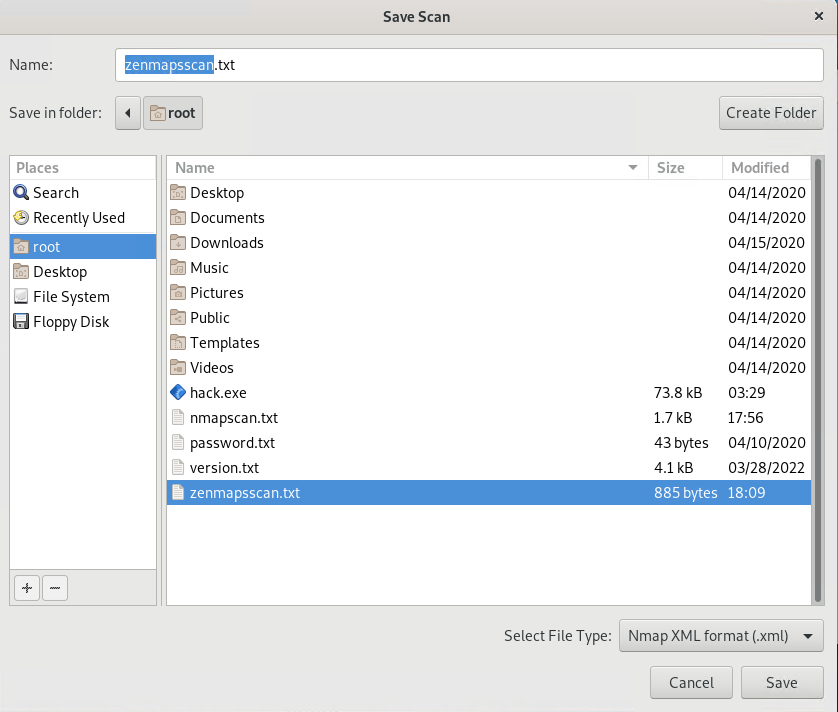 Save Scan
Name: zenmapsscan.txt
Save in folder: root Create Folder
Places
Search
Recently Used
root
Desktop
File System
Floppy Disk
Name Size Modified
Desktop 04/14/2020
Documents 04/14/2020
Downloads 04/15/2020
Music 04/14/2020
Pictures 04/14/2020
Public 04/14/2020
Templates 04/14/2020
Videos 04/14/2020
hack.exe 73.8 kB 03:29
nmapscan.txt 1.7 kB 17:56
password.txt 43 bytes 04/10/2020
version.txt 4.1 kB 03/28/2022
zenmapsscan.txt 885 bytes 18:09
Select File Type: Nmap XML format (.xml)
Cancel Save